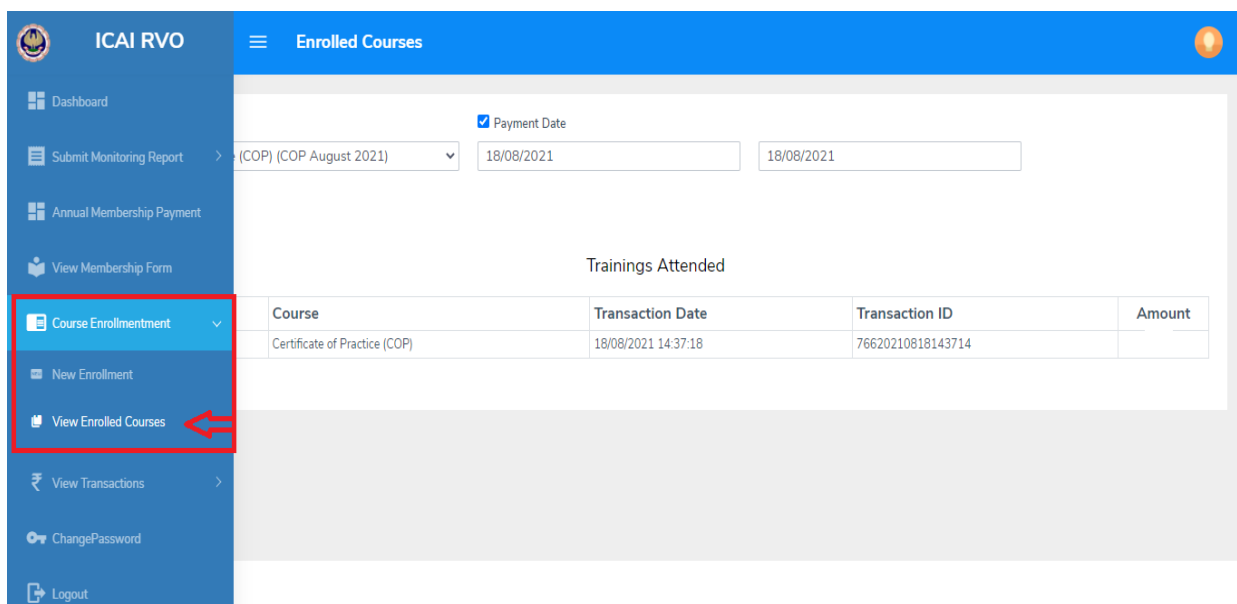 ICAI RVO
Enrolled Courses
Dashboard
Submit Monitoring Report
Annual Membership Payment
View Membership Form
Course Enrollmentment
New Enrollment
View Enrolled Courses
View Transactions
ChangePassword
Logout
Payment Date
(COP) (COP August 2021)
18/08/2021
18/08/2021
Trainings Attended
Course Transaction Date Transaction ID Amount
Certificate of Practice (COP) 18/08/2021 14:37:18 76620210818143714